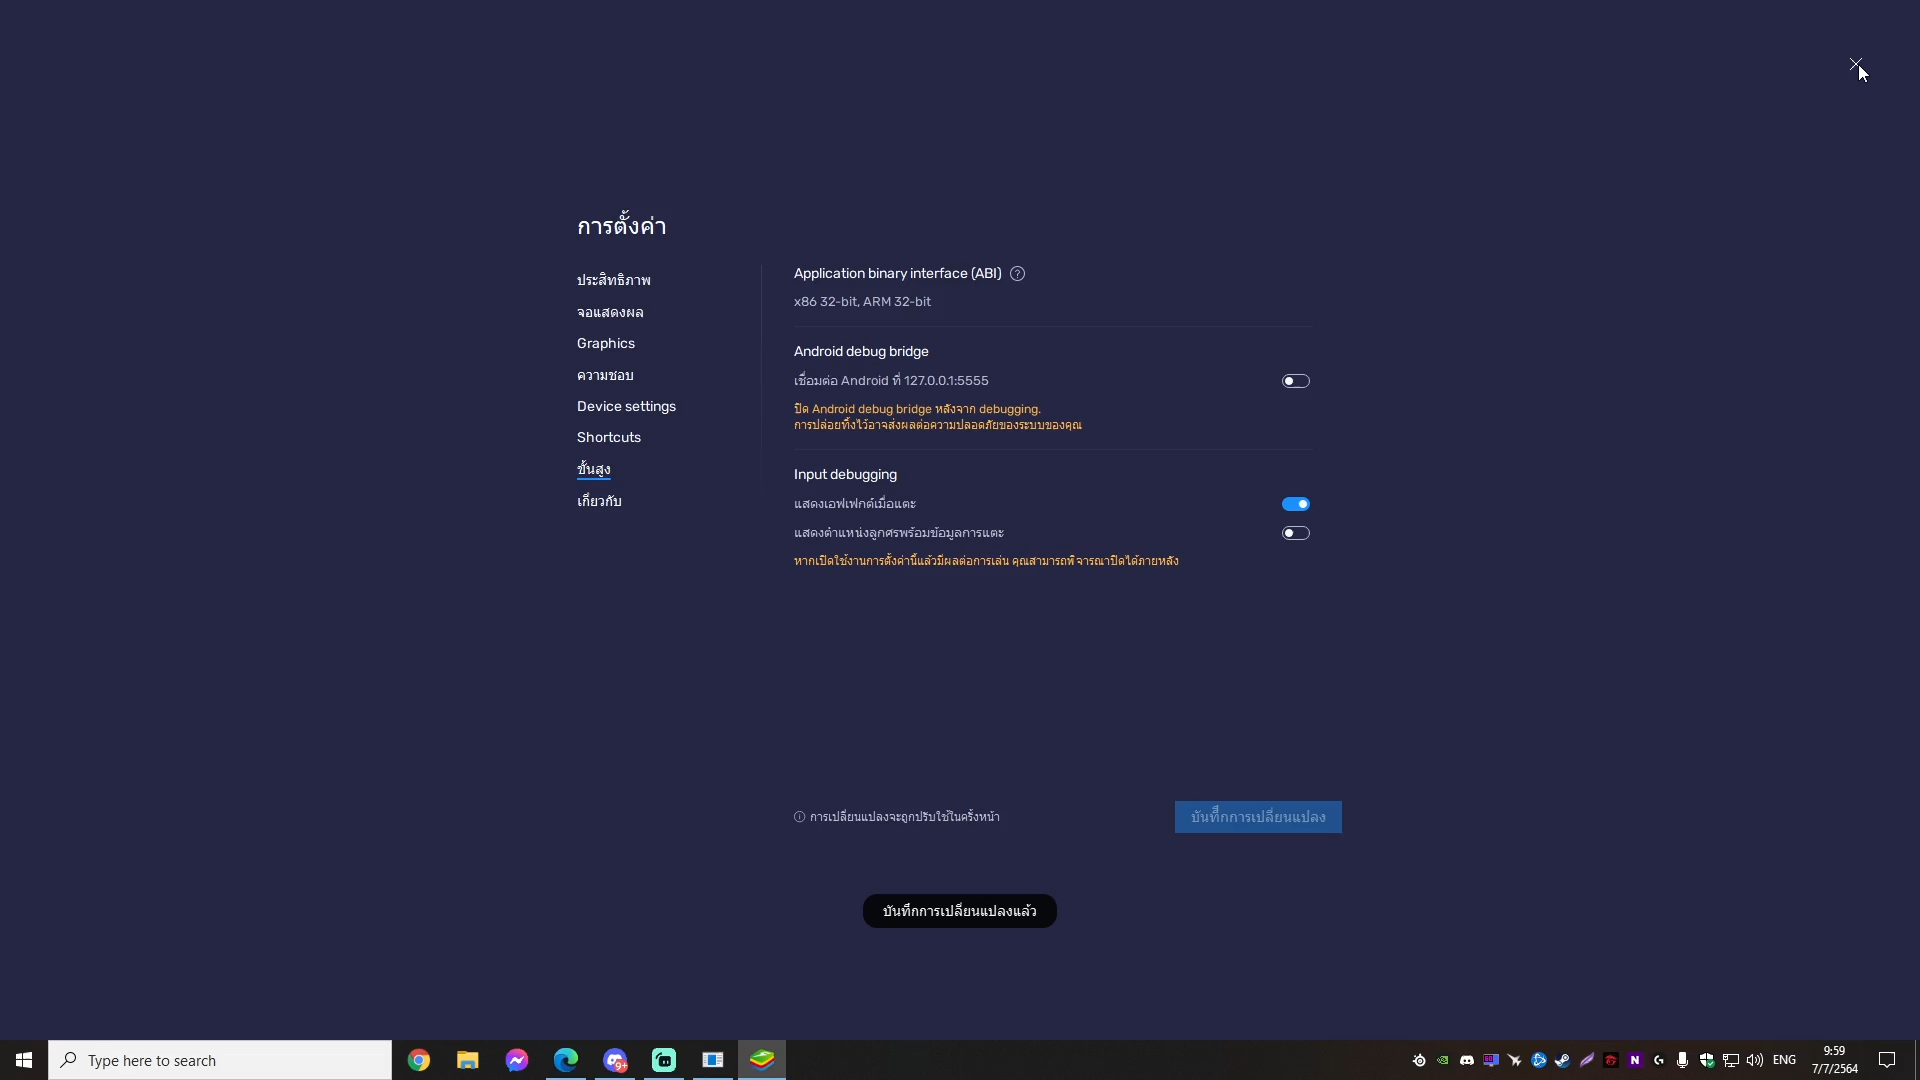 การตั้งค่า
ประสิทธิภาพ
จอแสดงผล
Graphics
ความชอบ
Device settings
Shortcuts
ขั้นสูง
เกี่ยวกับ
Application binary interface (ABI) ?
x86 32-bit, ARM 32-bit
Android debug bridge
เชื่อมต่อ Android ที่ 127.0.0.1:5555
ปิด Android debug bridge หลังจาก debugging.
การปล่อยทิ้งไว้อาจส่งผลต่อความปลอดภัยของระบบของคุณ
Input debugging
แสดงเอฟเฟกต์เมื่อแตะ
แสดงตำแหน่งลูกศรพร้อมข้อมูลการแตะ
หากเปิดใช้งานการตั้งค่านี้แล้วมีผลต่อการเล่น คุณสามารถพิจารณาปิดได้ภายหลัง
การเปลี่ยนแปลงจะถูกปรับใช้ในครั้งหน้า
บันทึกการเปลี่ยนแปลง
บันทึกการเปลี่ยนแปลงแล้ว
Type here to search
9+
ENG
9:59
7/7/2564